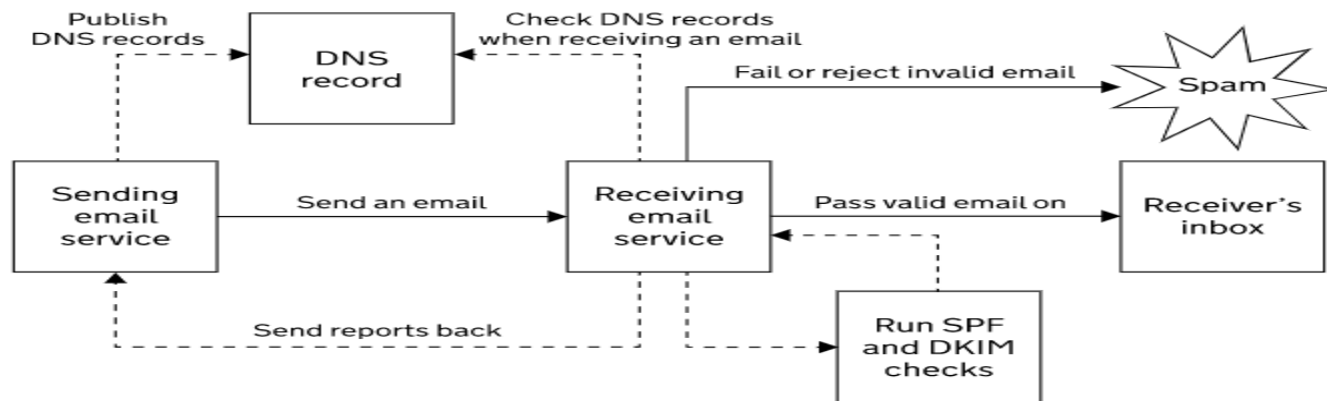 Publish
DNS records
DNS
record
Check DNS records
when receiving an email
Fail or reject invalid email
Spam
Sending
email
service
Send an email
Receiving
email
service
Pass valid email on
Receiver's
inbox
Send reports back
Run SPF
and DKIM
checks